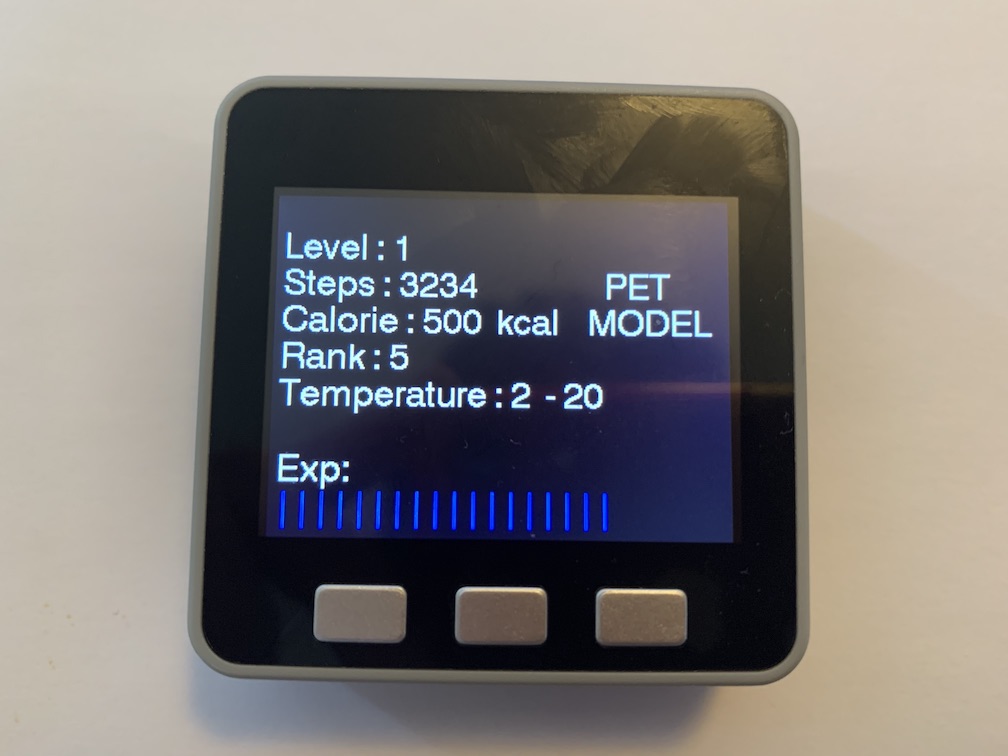 Level : 1
Steps : 3234
PET
Calorie : 500 kcal
MODEL
Rank : 5
Temperature : 2 - 20
Exp: